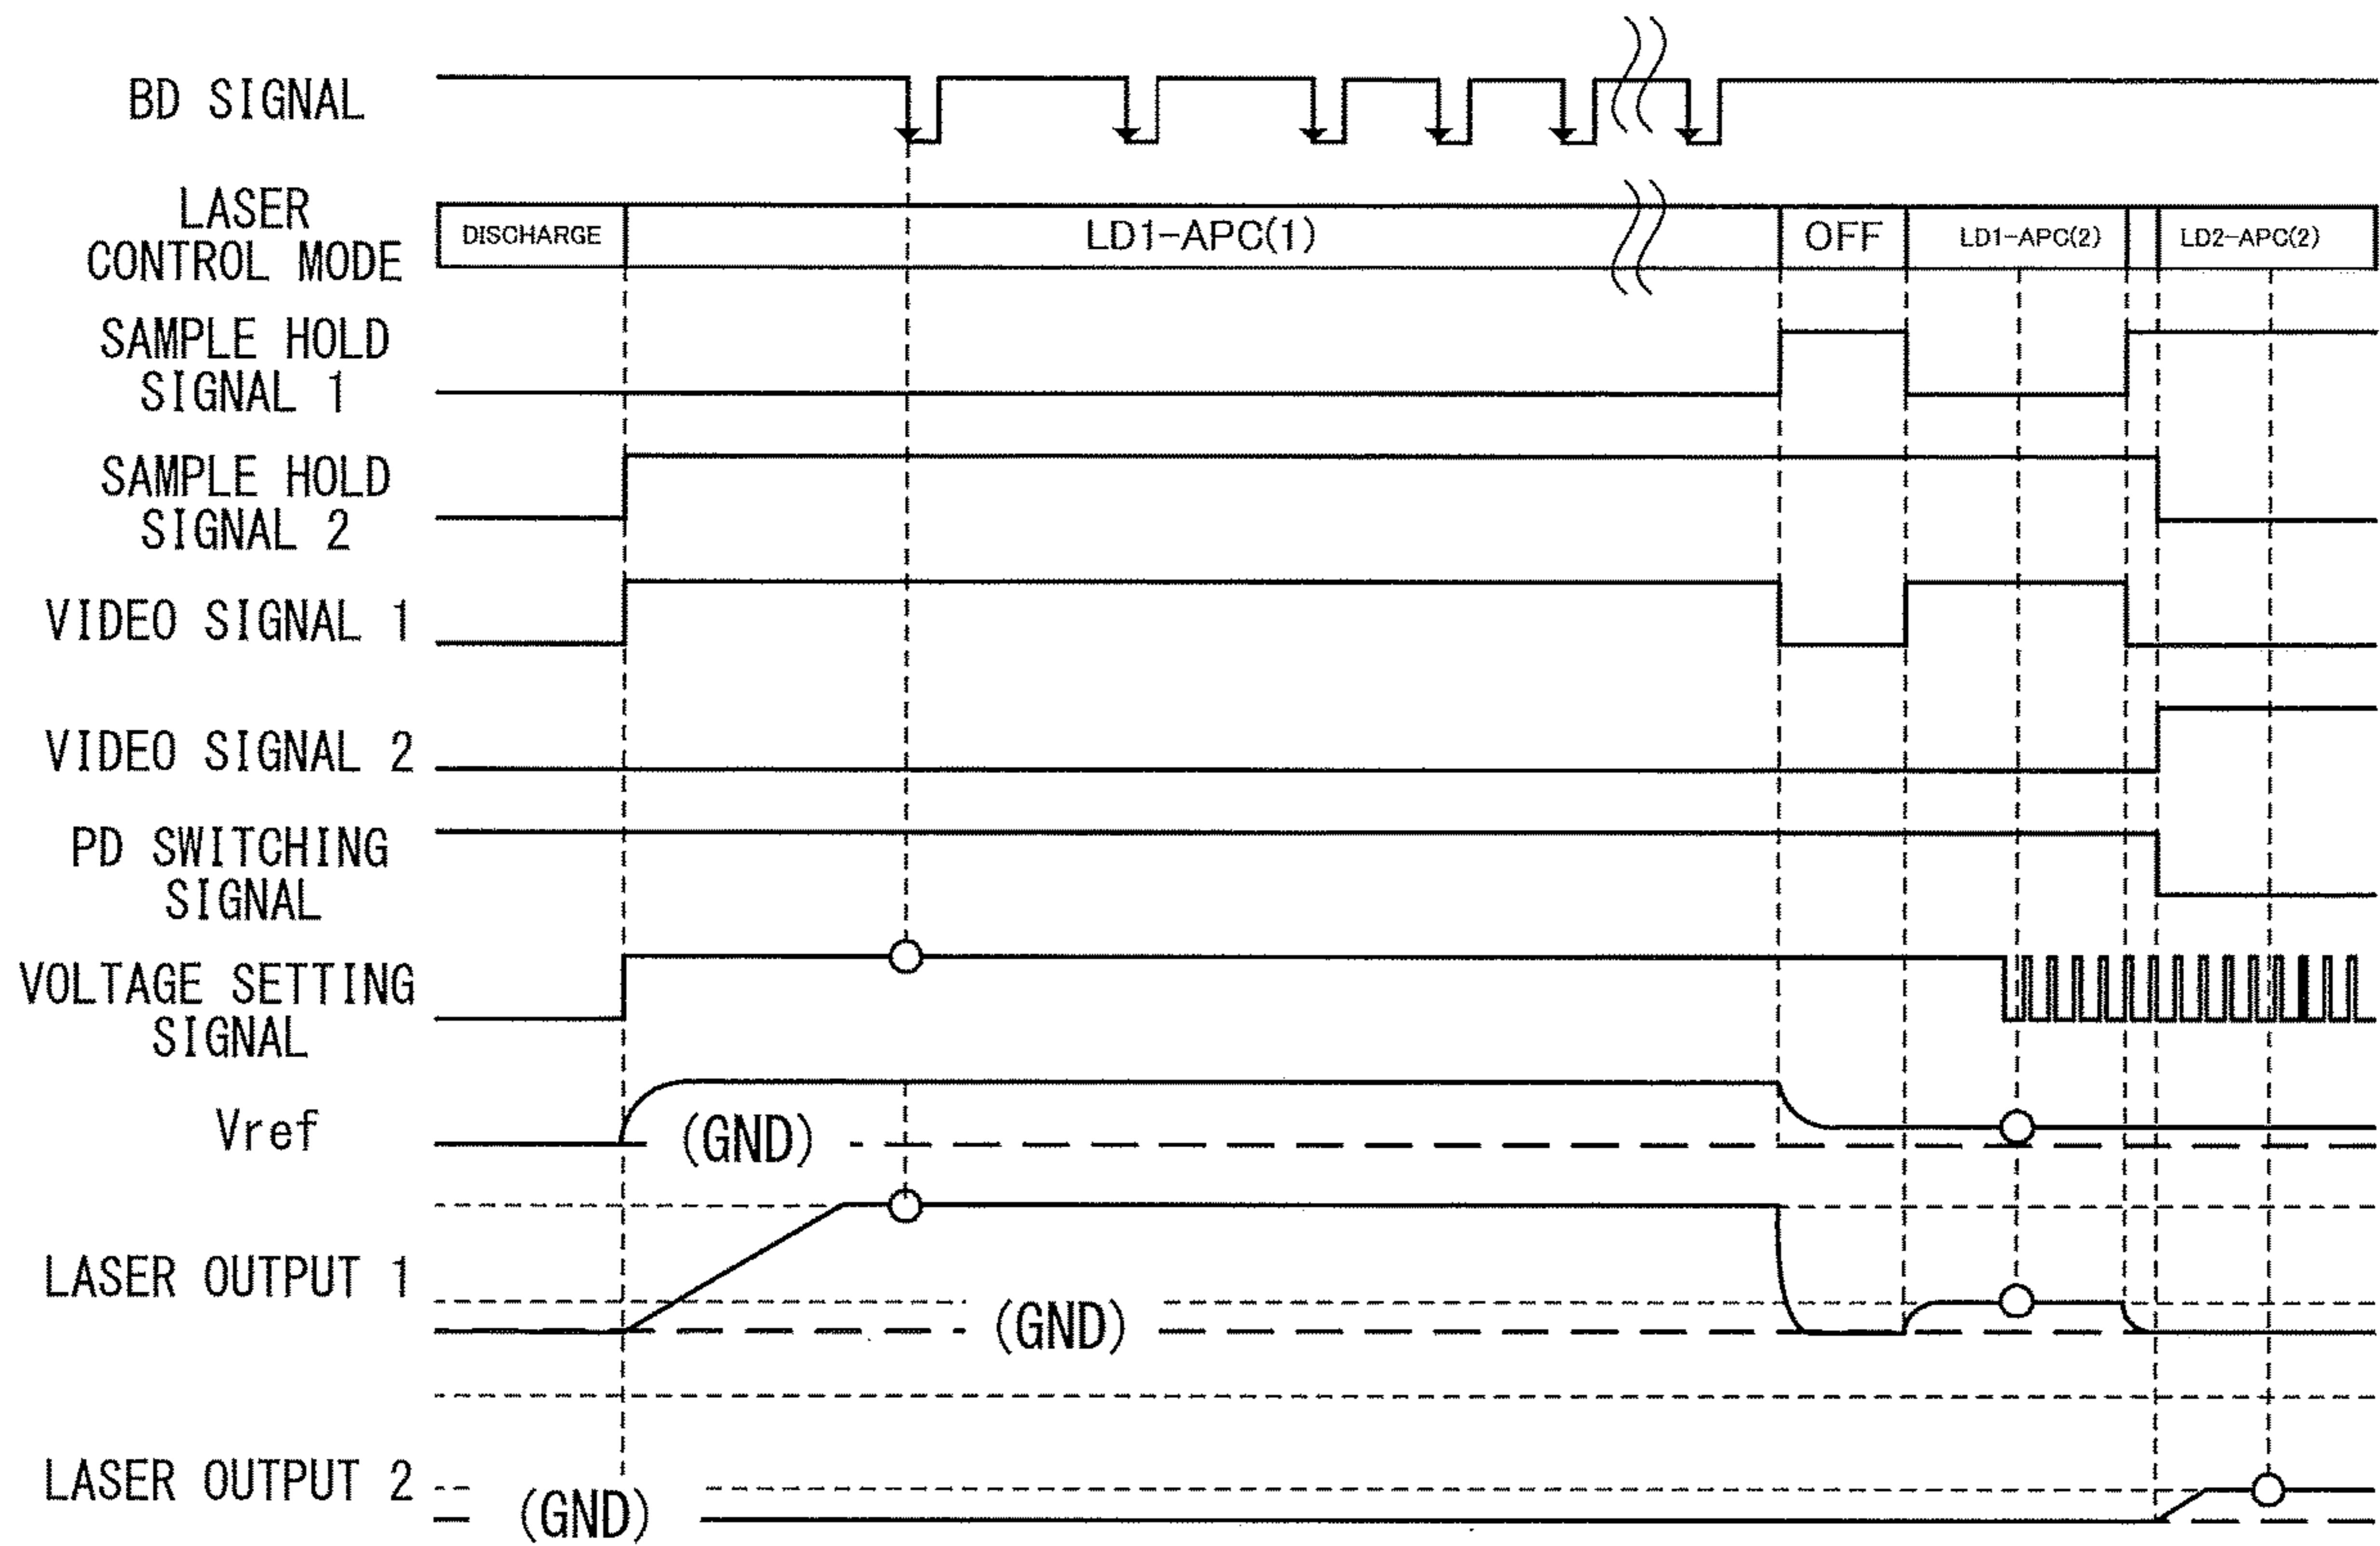 BD SIGNAL
LASER
CONTROL MODE
DISCHARGE
LD1-APC(1)
OFF
LD1-APC(2)
LD2-APC(2)
SAMPLE HOLD
SIGNAL 1
SAMPLE HOLD
SIGNAL 2
VIDEO SIGNAL 1
VIDEO SIGNAL 2
PD SWITCHING
SIGNAL
VOLTAGE SETTING
SIGNAL
Vref
(GND)
LASER OUTPUT 1
(GND)
LASER OUTPUT 2
(GND)